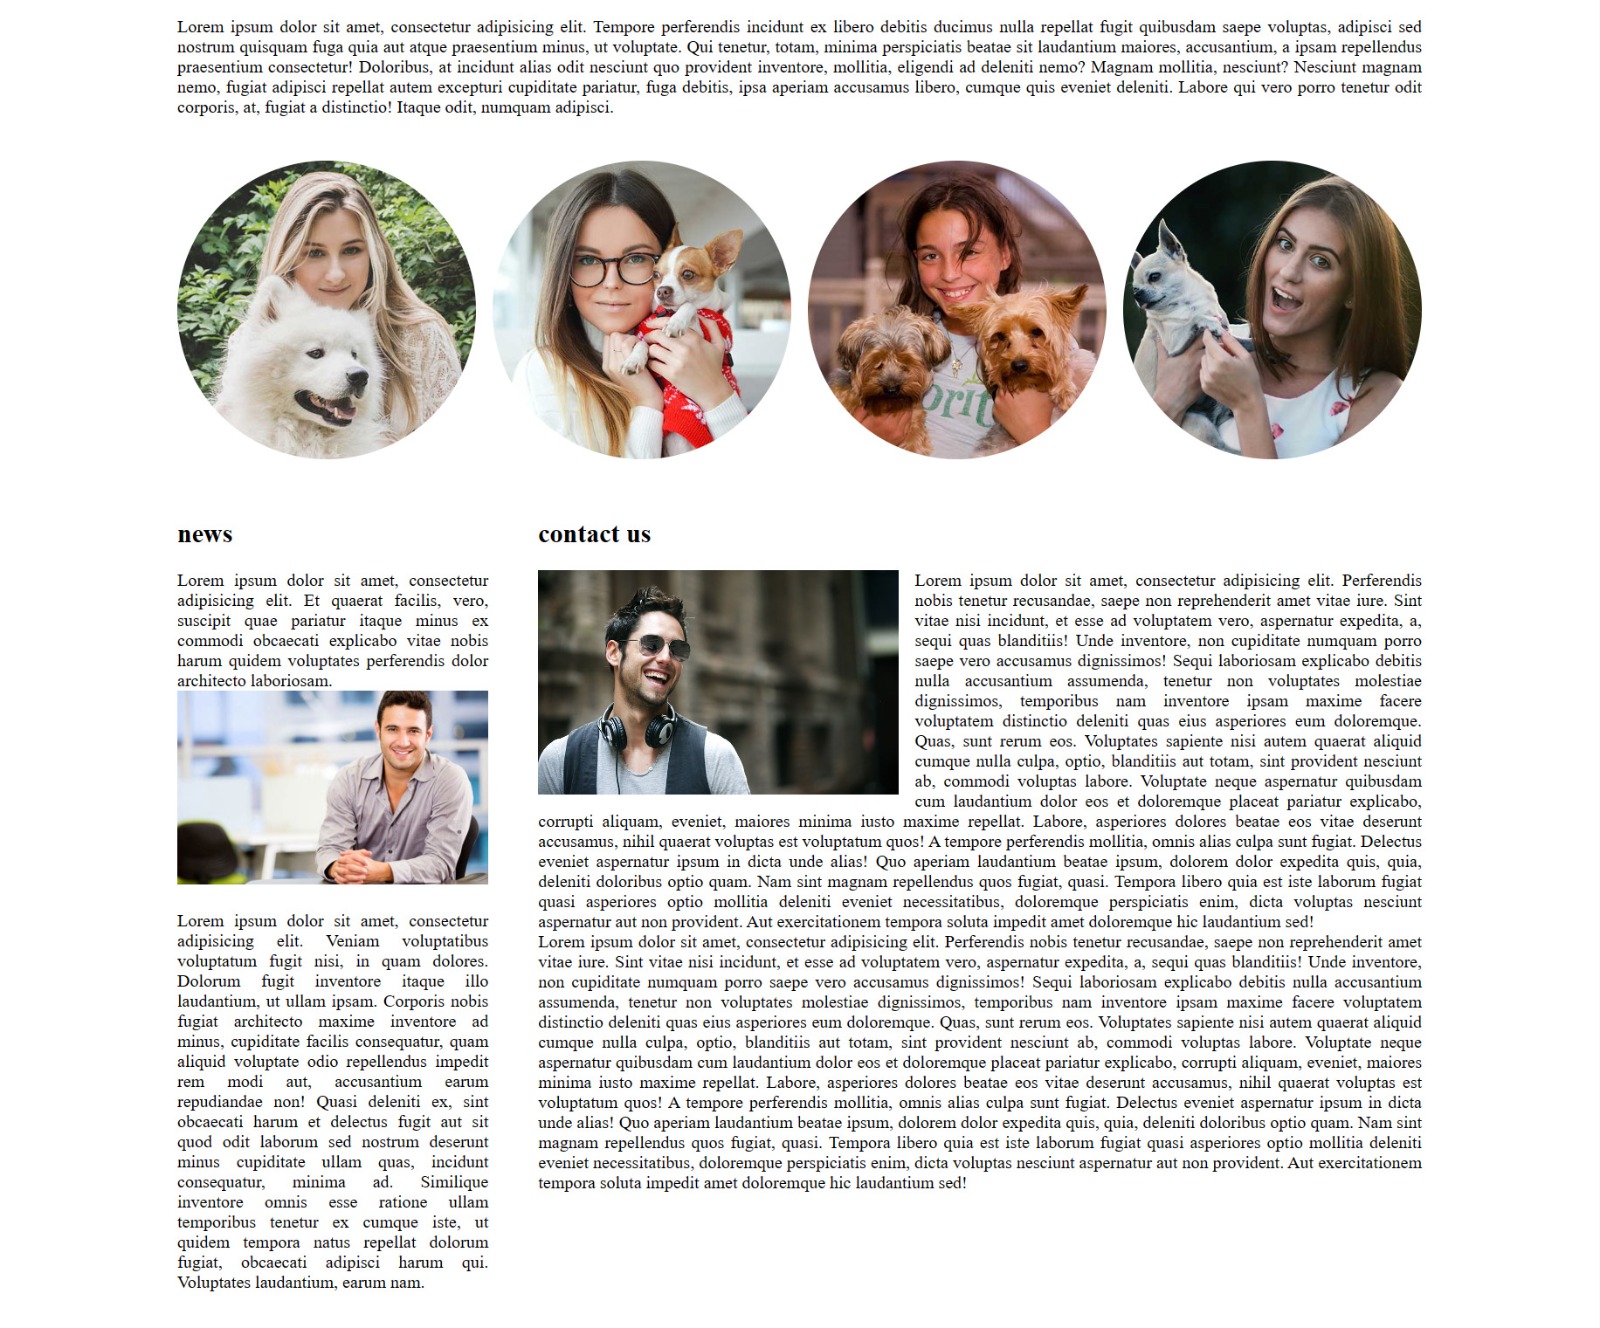 Lorem ipsum dolor sit amet, consectetur adipisicing elit. Tempore perferendis incidunt ex libero debitis ducimus nulla repellat fugit quibusdam saepe voluptas, adipisci sed
nostrum quisquam fuga quia aut atque praesentium minus, ut voluptate. Qui tenetur, totam, minima perspiciatis beatae sit laudantium maiores, accusantium, a ipsam repellendus
praesentium consectetur! Doloribus, at incidunt alias odit nesciunt quo provident inventore, mollitia, eligendi ad deleniti nemo? Magnam mollitia, nesciunt? Nesciunt magnam
nemo, fugiat adipisci repellat autem excepturi cupiditate pariatur, fuga debitis, ipsa aperiam accusamus libero, cumque quis eveniet deleniti. Labore qui vero porro tenetur odit
corporis, at, fugiat a distinctio! Itaque odit, numquam adipisci.
news
Lorem ipsum dolor sit amet, consectetur
adipisicing elit. Et quaerat facilis, vero,
suscipit quae pariatur itaque minus ex
commodi obcaecati explicabo vitae nobis
harum quidem voluptates perferendis dolor
architecto laboriosam.
Lorem ipsum dolor sit amet, consectetur
adipisicing elit. Veniam voluptatibus
voluptatum fugit nisi, in quam dolores.
Dolorum fugit inventore itaque illo
laudantium, ut ullam ipsam. Corporis nobis
fugiat architecto maxime inventore ad
minus, cupiditate facilis consequatur, quam
aliquid voluptate odio repellendus impedit
rem modi aut, accusantium earum
repudiandae non! Quasi deleniti ex, sint
obcaecati harum et delectus fugit aut sit
quod odit laborum sed nostrum deserunt
minus cupiditate ullam quas, incidunt
consequatur, minima ad. Similique
inventore omnis esse ratione ullam
temporibus tenetur ex cumque iste, ut
quidem tempora natus repellat dolorum
fugiat, obcaecati adipisci harum qui.
Voluptates laudantium, earum nam.
contact us
Lorem ipsum dolor sit amet, consectetur adipisicing elit. Perferendis
nobis tenetur recusandae, saepe non reprehenderit amet vitae iure. Sint
vitae nisi incidunt, et esse ad voluptatem vero, aspernatur expedita, a,
sequi quas blanditiis! Unde inventore, non cupiditate numquam porro
saepe vero accusamus dignissimos! Sequi laboriosam explicabo debitis
nulla accusantium assumenda, tenetur non voluptates molestiae
dignissimos, temporibus nam inventore ipsam maxime facere
voluptatem distinctio deleniti quas eius asperiores eum doloremque.
Quas, sunt rerum eos. Voluptates sapiente nisi autem quaerat aliquid
cumque nulla culpa, optio, blanditiis aut totam, sint provident nesciunt
ab, commodi voluptas labore. Voluptate neque aspernatur quibusdam
cum laudantium dolor eos et doloremque placeat pariatur explicabo,
corrupti aliquam, eveniet, maiores minima iusto maxime repellat. Labore, asperiores dolores beatae eos vitae deserunt
accusamus, nihil quaerat voluptas est voluptatum quos! A tempore perferendis mollitia, omnis alias culpa sunt fugiat. Delectus
eveniet aspernatur ipsum in dicta unde alias! Quo aperiam laudantium beatae ipsum, dolorem dolor expedita quis, quia,
deleniti doloribus optio quam. Nam sint magnam repellendus quos fugiat, quasi. Tempora libero quia est iste laborum fugiat
quasi asperiores optio mollitia deleniti eveniet necessitatibus, doloremque perspiciatis enim, dicta voluptas nesciunt
aspernatur aut non provident. Aut exercitationem tempora soluta impedit amet doloremque hic laudantium sed!
Lorem ipsum dolor sit amet, consectetur adipisicing elit. Perferendis nobis tenetur recusandae, saepe non reprehenderit amet
vitae iure. Sint vitae nisi incidunt, et esse ad voluptatem vero, aspernatur expedita, a, sequi quas blanditiis! Unde inventore,
non cupiditate numquam porro saepe vero accusamus dignissimos! Sequi laboriosam explicabo debitis nulla accusantium
assumenda, tenetur non voluptates molestiae dignissimos, temporibus nam inventore ipsam maxime facere voluptatem
distinctio deleniti quas eius asperiores eum doloremque. Quas, sunt rerum eos. Voluptates sapiente nisi autem quaerat aliquid
cumque nulla culpa, optio, blanditiis aut totam, sint provident nesciunt ab, commodi voluptas labore. Voluptate neque
aspernatur quibusdam cum laudantium dolor eos et doloremque placeat pariatur explicabo, corrupti aliquam, eveniet, maiores
minima iusto maxime repellat. Labore, asperiores dolores beatae eos vitae deserunt accusamus, nihil quaerat voluptas est
voluptatum quos! A tempore perferendis mollitia, omnis alias culpa sunt fugiat. Delectus eveniet aspernatur ipsum in dicta
unde alias! Quo aperiam laudantium beatae ipsum, dolorem dolor expedita quis, quia, deleniti doloribus optio quam. Nam sint
magnam repellendus quos fugiat, quasi. Tempora libero quia est iste laborum fugiat quasi asperiores optio mollitia deleniti
eveniet necessitatibus, doloremque perspiciatis enim, dicta voluptas nesciunt aspernatur aut non provident. Aut exercitationem
tempora soluta impedit amet doloremque hic laudantium sed!